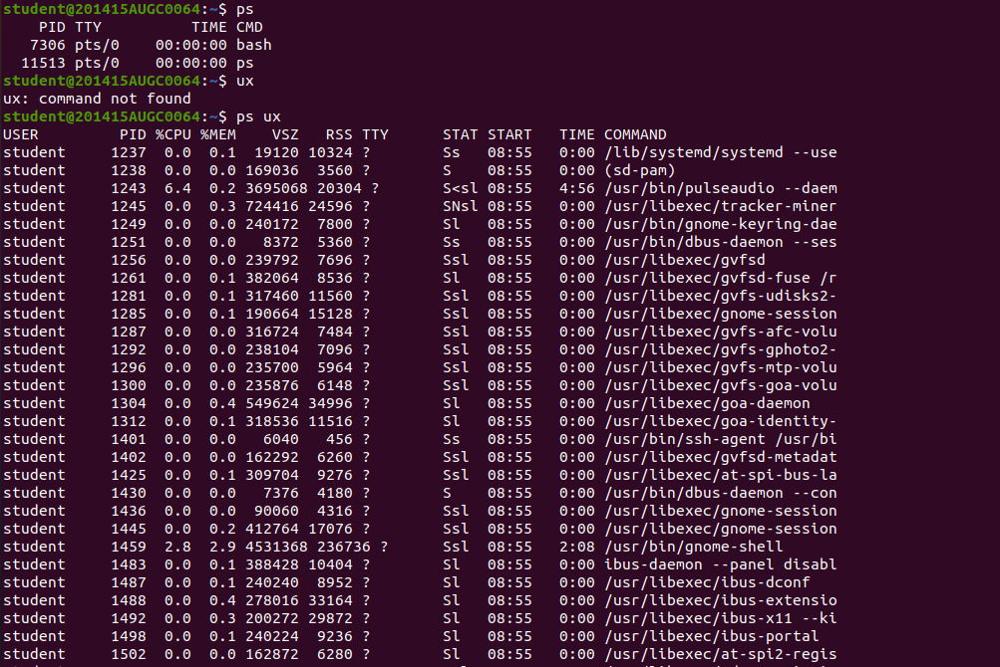 student@201415AUGC0064:~$ ps
    PID TTY          TIME CMD
   7306 pts/0    00:00:00 bash
  11513 pts/0    00:00:00 ps
student@201415AUGC0064:~$ ux
ux: command not found
student@201415AUGC0064:~$ ps ux
USER         PID %CPU %MEM    VSZ   RSS TTY      STAT START   TIME COMMAND
student     1237  0.0  0.1  19120 10324 ?        Ss   08:55   0:00 /lib/systemd/systemd --use
student     1238  0.0  0.0 169036  3560 ?        S    08:55   0:00 (sd-pam)
student     1243  6.4  0.2 3695068 20304 ?       S<sl 08:55   4:56 /usr/bin/pulseaudio --daem
student     1245  0.0  0.3 724416 24596 ?        SNsl 08:55   0:00 /usr/libexec/tracker-miner
student     1249  0.0  0.0 240172  7800 ?        Sl   08:55   0:00 /usr/bin/gnome-keyring-dae
student     1251  0.0  0.0   8372  5360 ?        Ss   08:55   0:00 /usr/bin/dbus-daemon --ses
student     1256  0.0  0.0 239792  7696 ?        Ssl  08:55   0:00 /usr/libexec/gvfsd
student     1261  0.0  0.1 382064  8536 ?        Sl   08:55   0:00 /usr/libexec/gvfsd-fuse /r
student     1281  0.0  0.1 317460 11560 ?        Ssl  08:55   0:00 /usr/libexec/gvfs-udisks2-
student     1285  0.0  0.1 190664 15128 ?        Ssl  08:55   0:00 /usr/libexec/gnome-session
student     1287  0.0  0.0 316724  7484 ?        Ssl  08:55   0:00 /usr/libexec/gvfs-afc-volu
student     1292  0.0  0.0 238104  7096 ?        Ssl  08:55   0:00 /usr/libexec/gvfs-gphoto2-
student     1296  0.0  0.0 235700  5964 ?        Ssl  08:55   0:00 /usr/libexec/gvfs-mtp-volu
student     1300  0.0  0.0 235876  6148 ?        Ssl  08:55   0:00 /usr/libexec/gvfs-goa-volu
student     1304  0.0  0.4 549624 34996 ?        Sl   08:55   0:00 /usr/libexec/goa-daemon
student     1312  0.0  0.1 318536 11516 ?        Sl   08:55   0:00 /usr/libexec/goa-identity-
student     1401  0.0  0.0   6040   456 ?        Ss   08:55   0:00 /usr/bin/ssh-agent /usr/bi
student     1402  0.0  0.0 162292  6260 ?        Ssl  08:55   0:00 /usr/libexec/gvfsd-metadat
student     1425  0.0  0.1 309704  9276 ?        Ssl  08:55   0:00 /usr/libexec/at-spi-bus-la
student     1430  0.0  0.0   7376  4180 ?        S    08:55   0:00 /usr/bin/dbus-daemon --con
student     1436  0.0  0.0  90060  4316 ?        Ssl  08:55   0:00 /usr/libexec/gnome-session
student     1445  0.0  0.2 412764 17076 ?        Ssl  08:55   0:00 /usr/libexec/gnome-session
student     1459  2.8  2.9 4531368 236736 ?      Ssl  08:55   2:08 /usr/bin/gnome-shell
student     1483  0.0  0.1 388428 10404 ?        Sl   08:55   0:00 ibus-daemon --panel disabl
student     1487  0.0  0.1 240240  8952 ?        Sl   08:55   0:00 /usr/libexec/ibus-dconf
student     1488  0.0  0.4 278016 33164 ?        Sl   08:55   0:00 /usr/libexec/ibus-extensio
student     1492  0.0  0.3 200272 29872 ?        Sl   08:55   0:00 /usr/libexec/ibus-x11 --ki
student     1498  0.0  0.1 240224  9236 ?        Sl   08:55   0:00 /usr/libexec/ibus-portal
student     1502  0.0  0.0 162872  6280 ?        Sl   08:55   0:00 /usr/libexec/at-spi2-regis